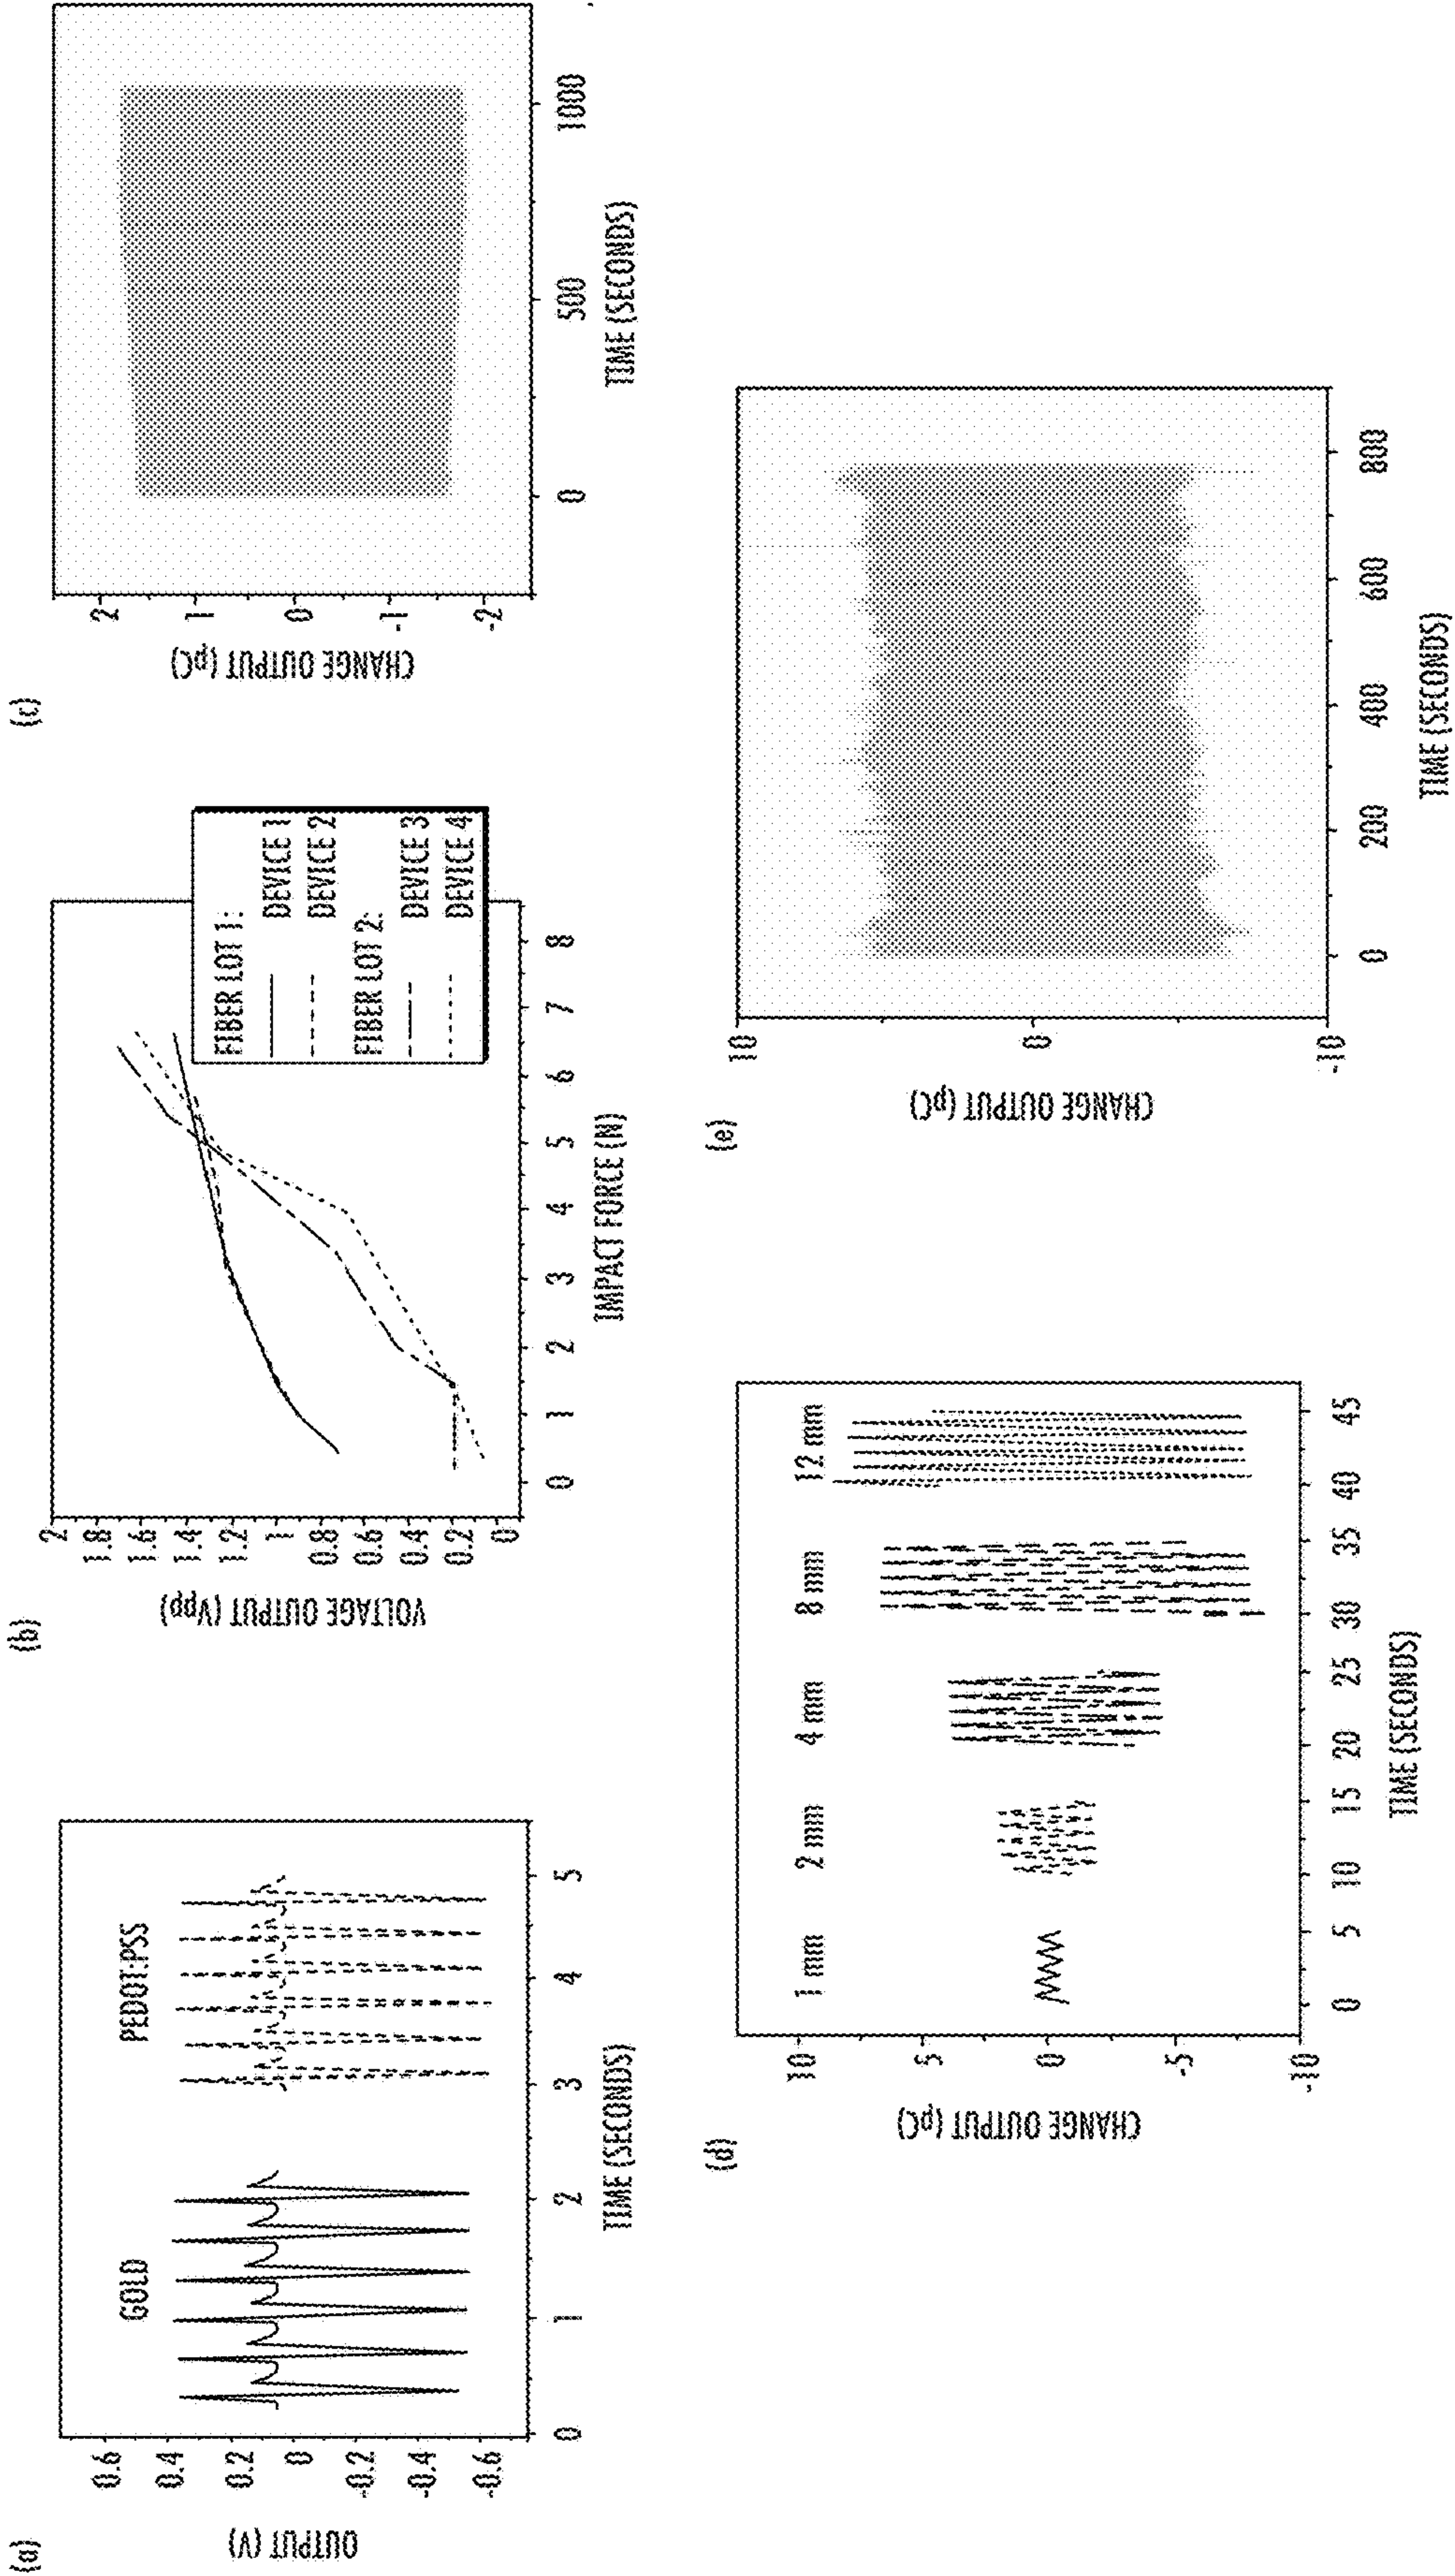 (a)
OUTPUT (V)
0.6
0.4
0.2
0
-0.2
-0.4
-0.6
GOLD
PEDOT:PSS
0 1 2 3 4 5
TIME (SECONDS)
(b)
VOLTAGE OUTPUT (Vpp)
2
1.8
1.6
1.4
1.2
1
0.8
0.6
0.4
0.2
0
FIBER LOT 1:
DEVICE 1
DEVICE 2
FIBER LOT 2:
DEVICE 3
DEVICE 4
0 1 2 3 4 5 6 7 8
IMPACT FORCE (N)
(c)
CHANGE OUTPUT (pC)
2
1
0
-1
-2
0 500 1000
TIME (SECONDS)
(d)
CHANGE OUTPUT (pC)
10
5
0
-5
-10
1 mm 2 mm 4 mm 8 mm 12 mm
0 5 10 15 20 25 30 35 40 45
TIME (SECONDS)
(e)
CHANGE OUTPUT (pC)
10
0
-10
0 200 400 600 800
TIME (SECONDS)